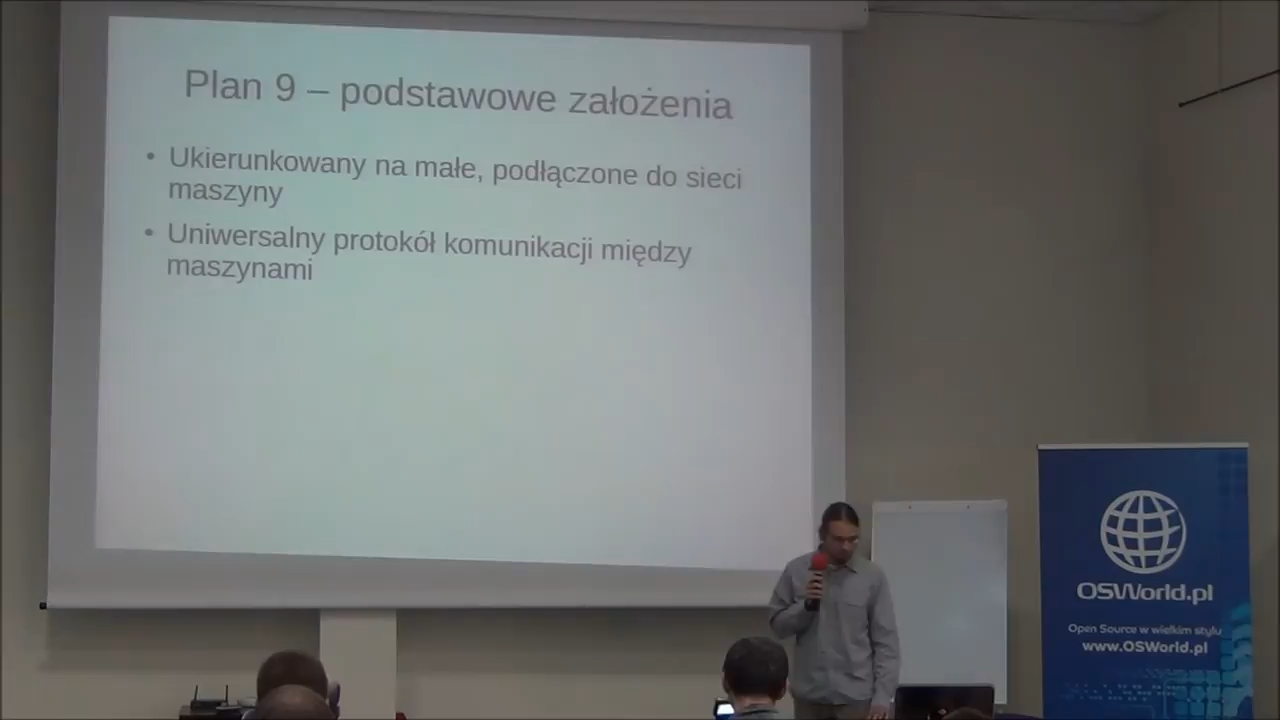 Plan 9 – podstawowe założenia
• Ukierunkowany na małe, podłączone do sieci
maszyny
• Uniwersalny protokół komunikacji między
maszynami
OSWorld.pl
Open Source w wielkim stylu
www.OSWorld.pl